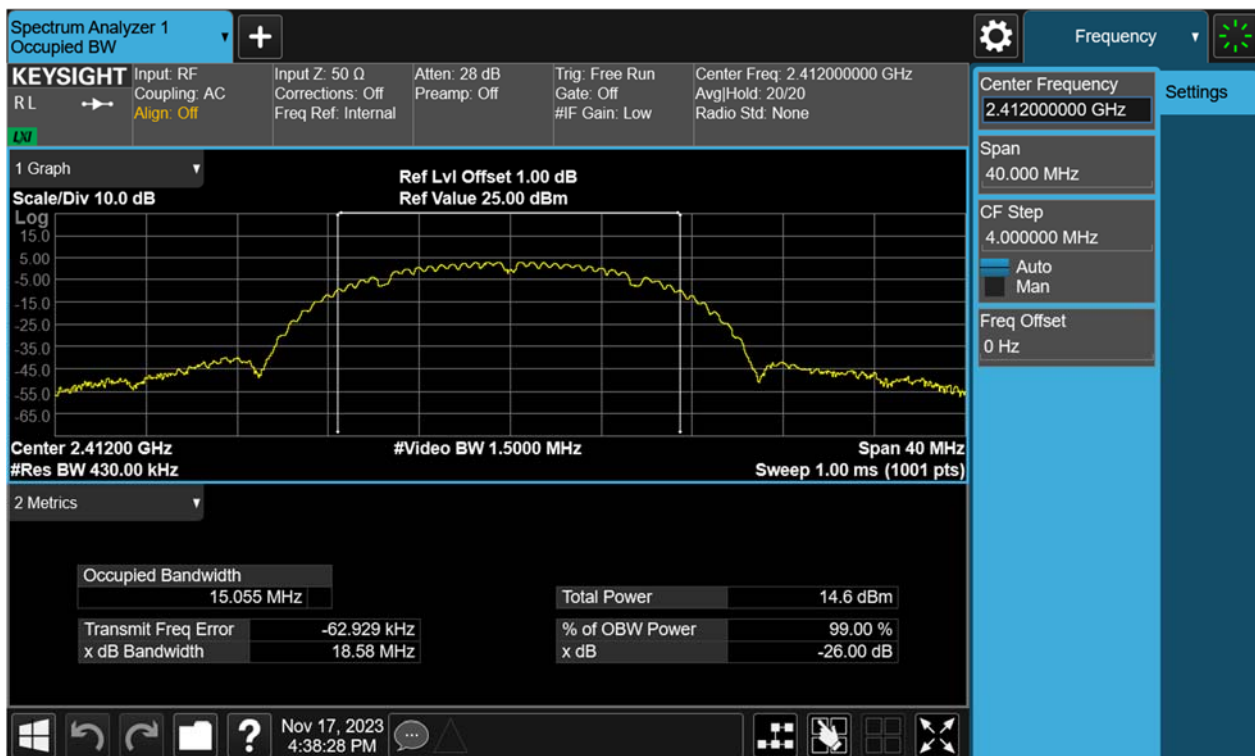 Spectrum Analyzer 1
Occupied BW
Frequency
KEYSIGHT
R L
LXI
Input: RF
Coupling: AC
Align: Off
Input Z: 50 Ω
Corrections: Off
Freq Ref: Internal
Atten: 28 dB
Preamp: Off
Trig: Free Run
Gate: Off
#IF Gain: Low
Center Freq: 2.412000000 GHz
Avg|Hold: 20/20
Radio Std: None
Center Frequency
2.412000000 GHz
Settings
Span
40.000 MHz
CF Step
4.000000 MHz
Auto
Man
Freq Offset
0 Hz
1 Graph
Scale/Div 10.0 dB
Ref Lvl Offset 1.00 dB
Ref Value 25.00 dBm
Log
15.0
5.00
-5.00
-15.0
-25.0
-35.0
-45.0
-55.0
-65.0
Center 2.41200 GHz
#Video BW 1.5000 MHz
Span 40 MHz
#Res BW 430.00 kHz
Sweep 1.00 ms (1001 pts)
2 Metrics
Occupied Bandwidth
15.055 MHz
Total Power 14.6 dBm
Transmit Freq Error -62.929 kHz
% of OBW Power 99.00 %
x dB Bandwidth 18.58 MHz
x dB -26.00 dB
?
Nov 17, 2023
4:38:28 PM